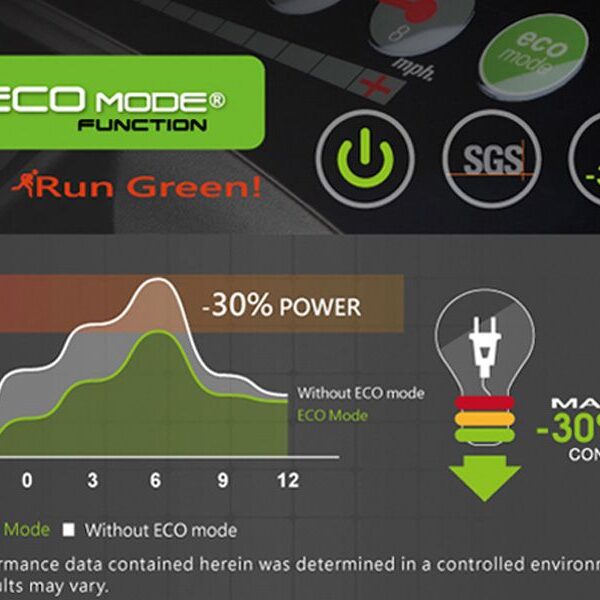 8
mph.
eco
mode
ECO MODE®
FUNCTION
Run Green!
SGS
-30% POWER
Without ECO mode
ECO Mode
MA
-30%
CON
0 3 6 9 12
Mode Without ECO mode
rmance data contained herein was determined in a controlled environm
ults may vary.